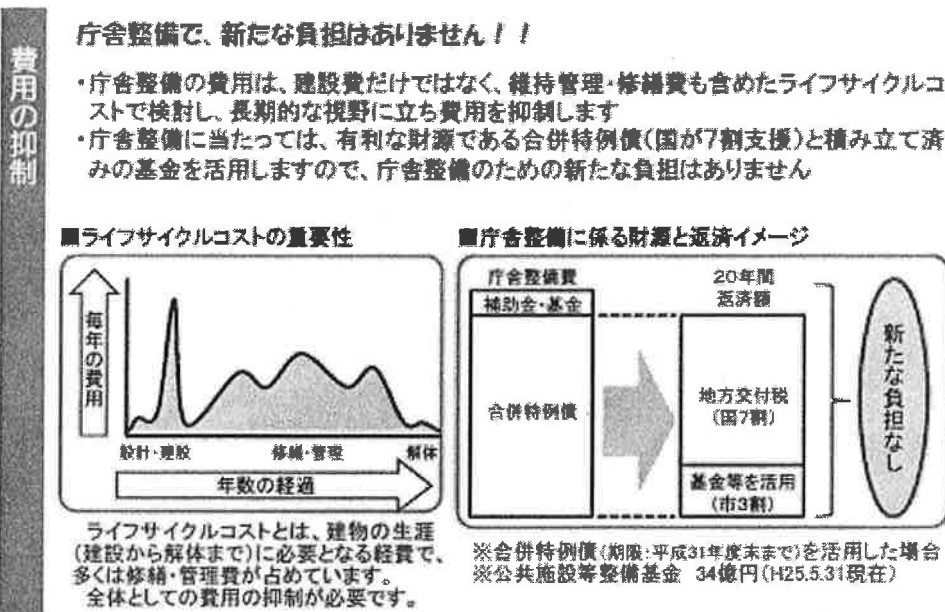 費用の抑制
庁舎整備で、新たな負担はありません！！
・庁舎整備の費用は、建設費だけではなく、維持管理・修繕費も含めたライフサイクルコ
ストで検討し、長期的な視野に立ち費用を抑制します
・庁舎整備に当たっては、有利な財源である合併特例債(国が7割支援)と積み立て済
みの基金を活用しますので、庁舎整備のための新たな負担はありません
■ライフサイクルコストの重要性
毎年の費用
設計・建設
修繕・管理
解体
年数の経過
ライフサイクルコストとは、建物の生涯
(建設から解体まで)に必要となる経費で、
多くは修繕・管理費が占めています。
全体としての費用の抑制が必要です。
■庁舎整備に係る財源と返済イメージ
庁舎整備費
補助金・基金
合併特例債
20年間
返済額
地方交付税
(国7割)
基金等を活用
(市3割)
新たな負担なし
※合併特例債(期限:平成31年度末まで)を活用した場合
※公共施設等整備基金 34億円(H25.5.31現在)